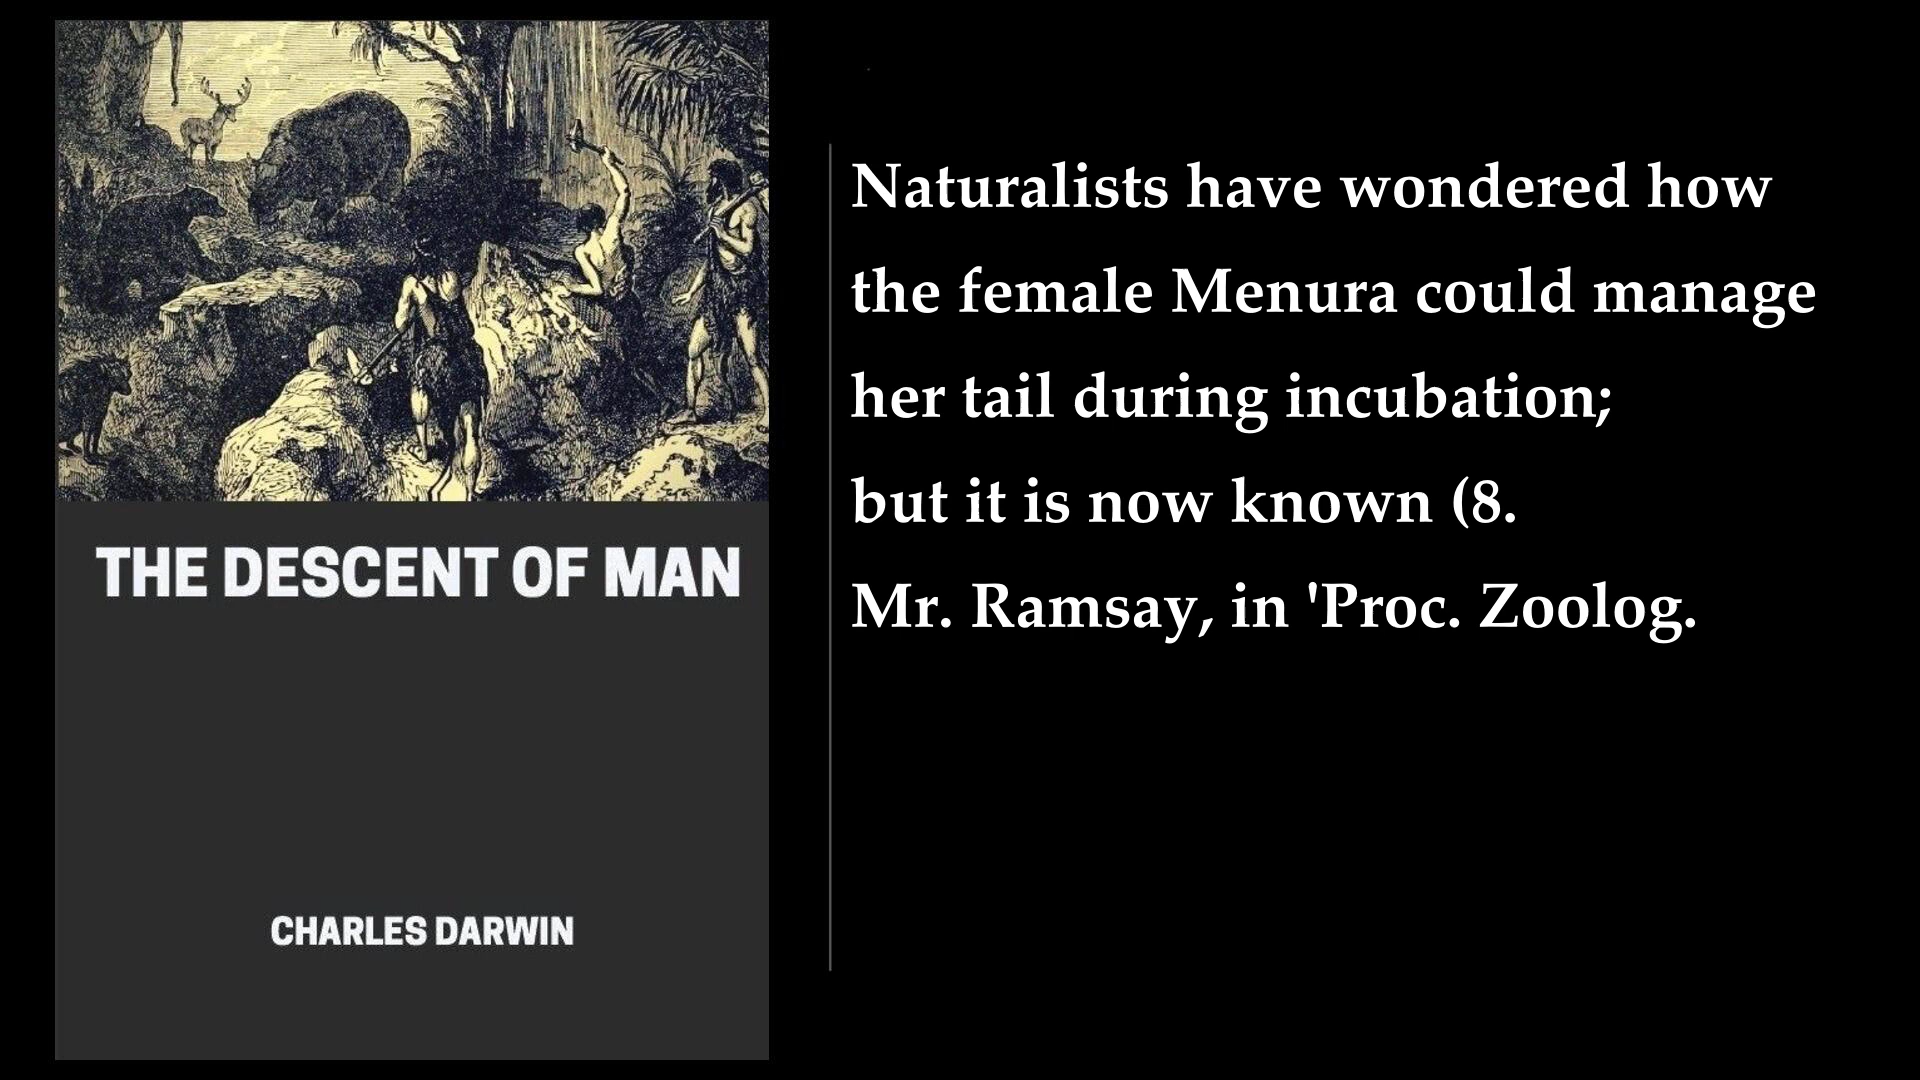 THE DESCENT OF MAN
CHARLES DARWIN
Naturalists have wondered how
the female Menura could manage
her tail during incubation;
but it is now known (8.
Mr. Ramsay, in 'Proc. Zoolog.